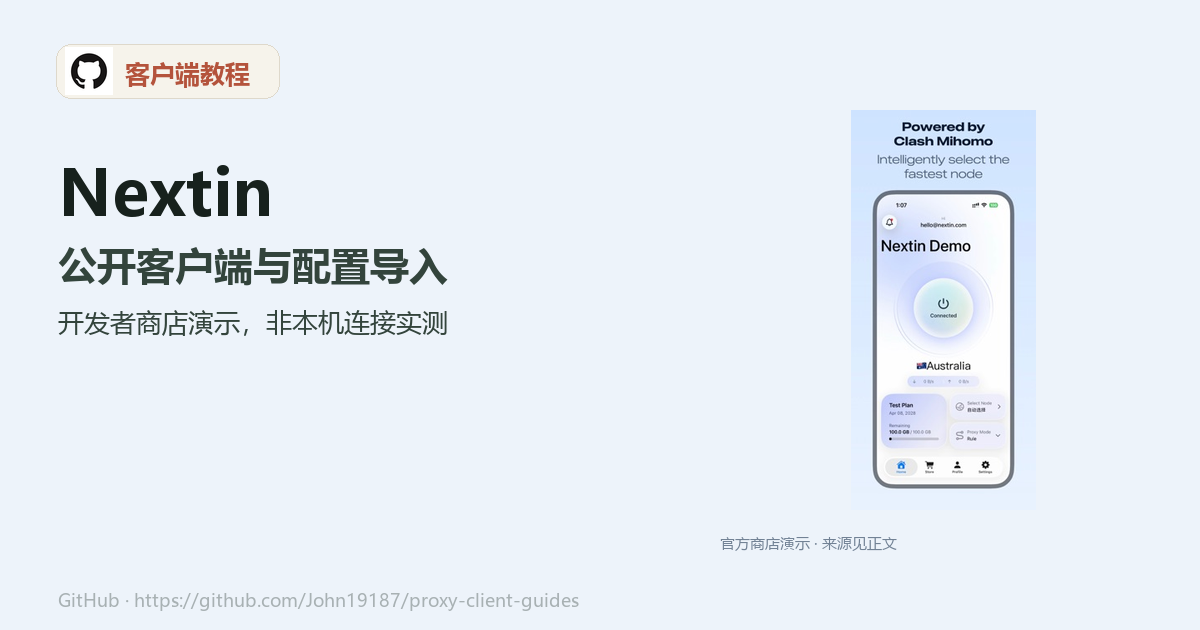 客户端教程
Nextin
公开客户端与配置导入
开发者商店演示，非本机连接实测
Powered by
Clash Mihomo
Intelligently select the
fastest node
1:07
hello@nextin.com
Nextin Demo
Connected
Australia
Test Plan
Apr 08, 2028
Remaining
100.0 GB / 100.0 GB
Select Node
自动选择
Proxy Mode
Rule
Home
Store
Profile
Settings
官方商店演示 · 来源见正文
GitHub · https://github.com/John19187/proxy-client-guides